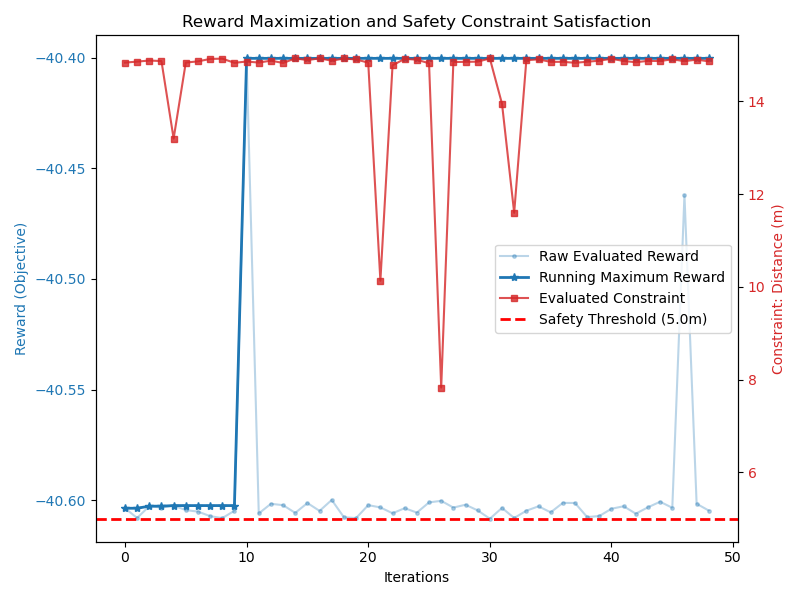 Reward Maximization and Safety Constraint Satisfaction
Reward (Objective)
−40.40
−40.45
−40.50
−40.55
−40.60
Raw Evaluated Reward
Running Maximum Reward
Evaluated Constraint
Safety Threshold (5.0m)
14
12
10
8
6
Constraint: Distance (m)
0
10
20
30
40
50
Iterations